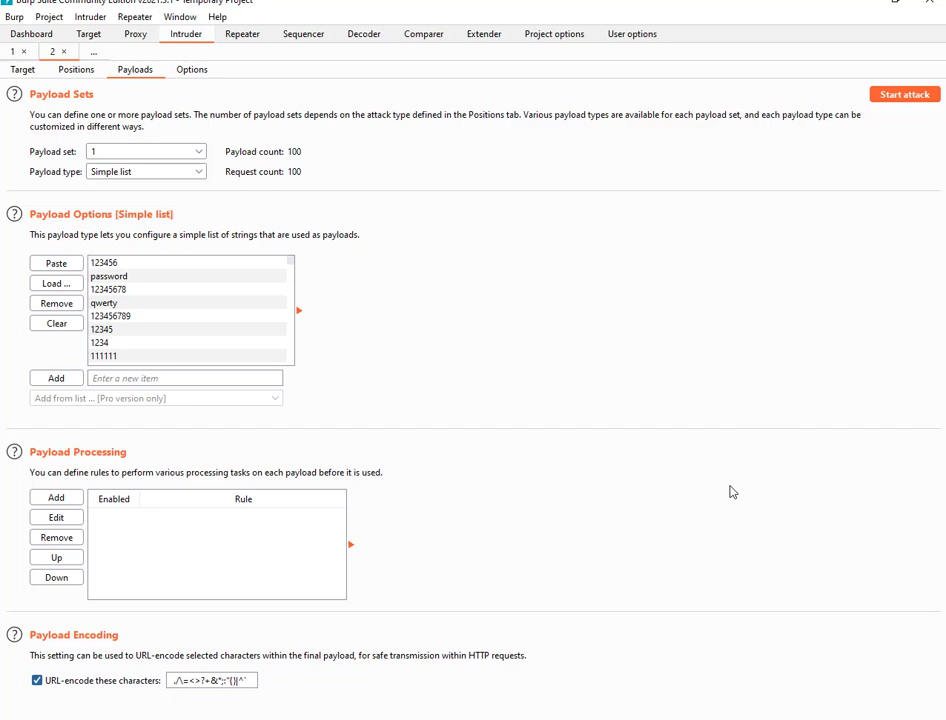 Burp Suite Community Edition v2021.5.1 - Temporary Project
Burp Project Intruder Repeater Window Help
Dashboard Target Proxy Intruder Repeater Sequencer Decoder Comparer Extender Project options User options
1 × 2 × ...
Target Positions Payloads Options
? Payload Sets Start attack
You can define one or more payload sets. The number of payload sets depends on the attack type defined in the Positions tab. Various payload types are available for each payload set, and each payload type can be
customized in different ways.
Payload set: 1 Payload count: 100
Payload type: Simple list Request count: 100
? Payload Options [Simple list]
This payload type lets you configure a simple list of strings that are used as payloads.
Paste 123456
password
Load ... 12345678
Remove qwerty
123456789
Clear 12345
1234
111111
Add Enter a new item
Add from list ... [Pro version only]
? Payload Processing
You can define rules to perform various processing tasks on each payload before it is used.
Add Enabled Rule
Edit
Remove
Up
Down
? Payload Encoding
This setting can be used to URL-encode selected characters within the final payload, for safe transmission within HTTP requests.
URL-encode these characters: ./\=<>?+&*;:"{}|^`